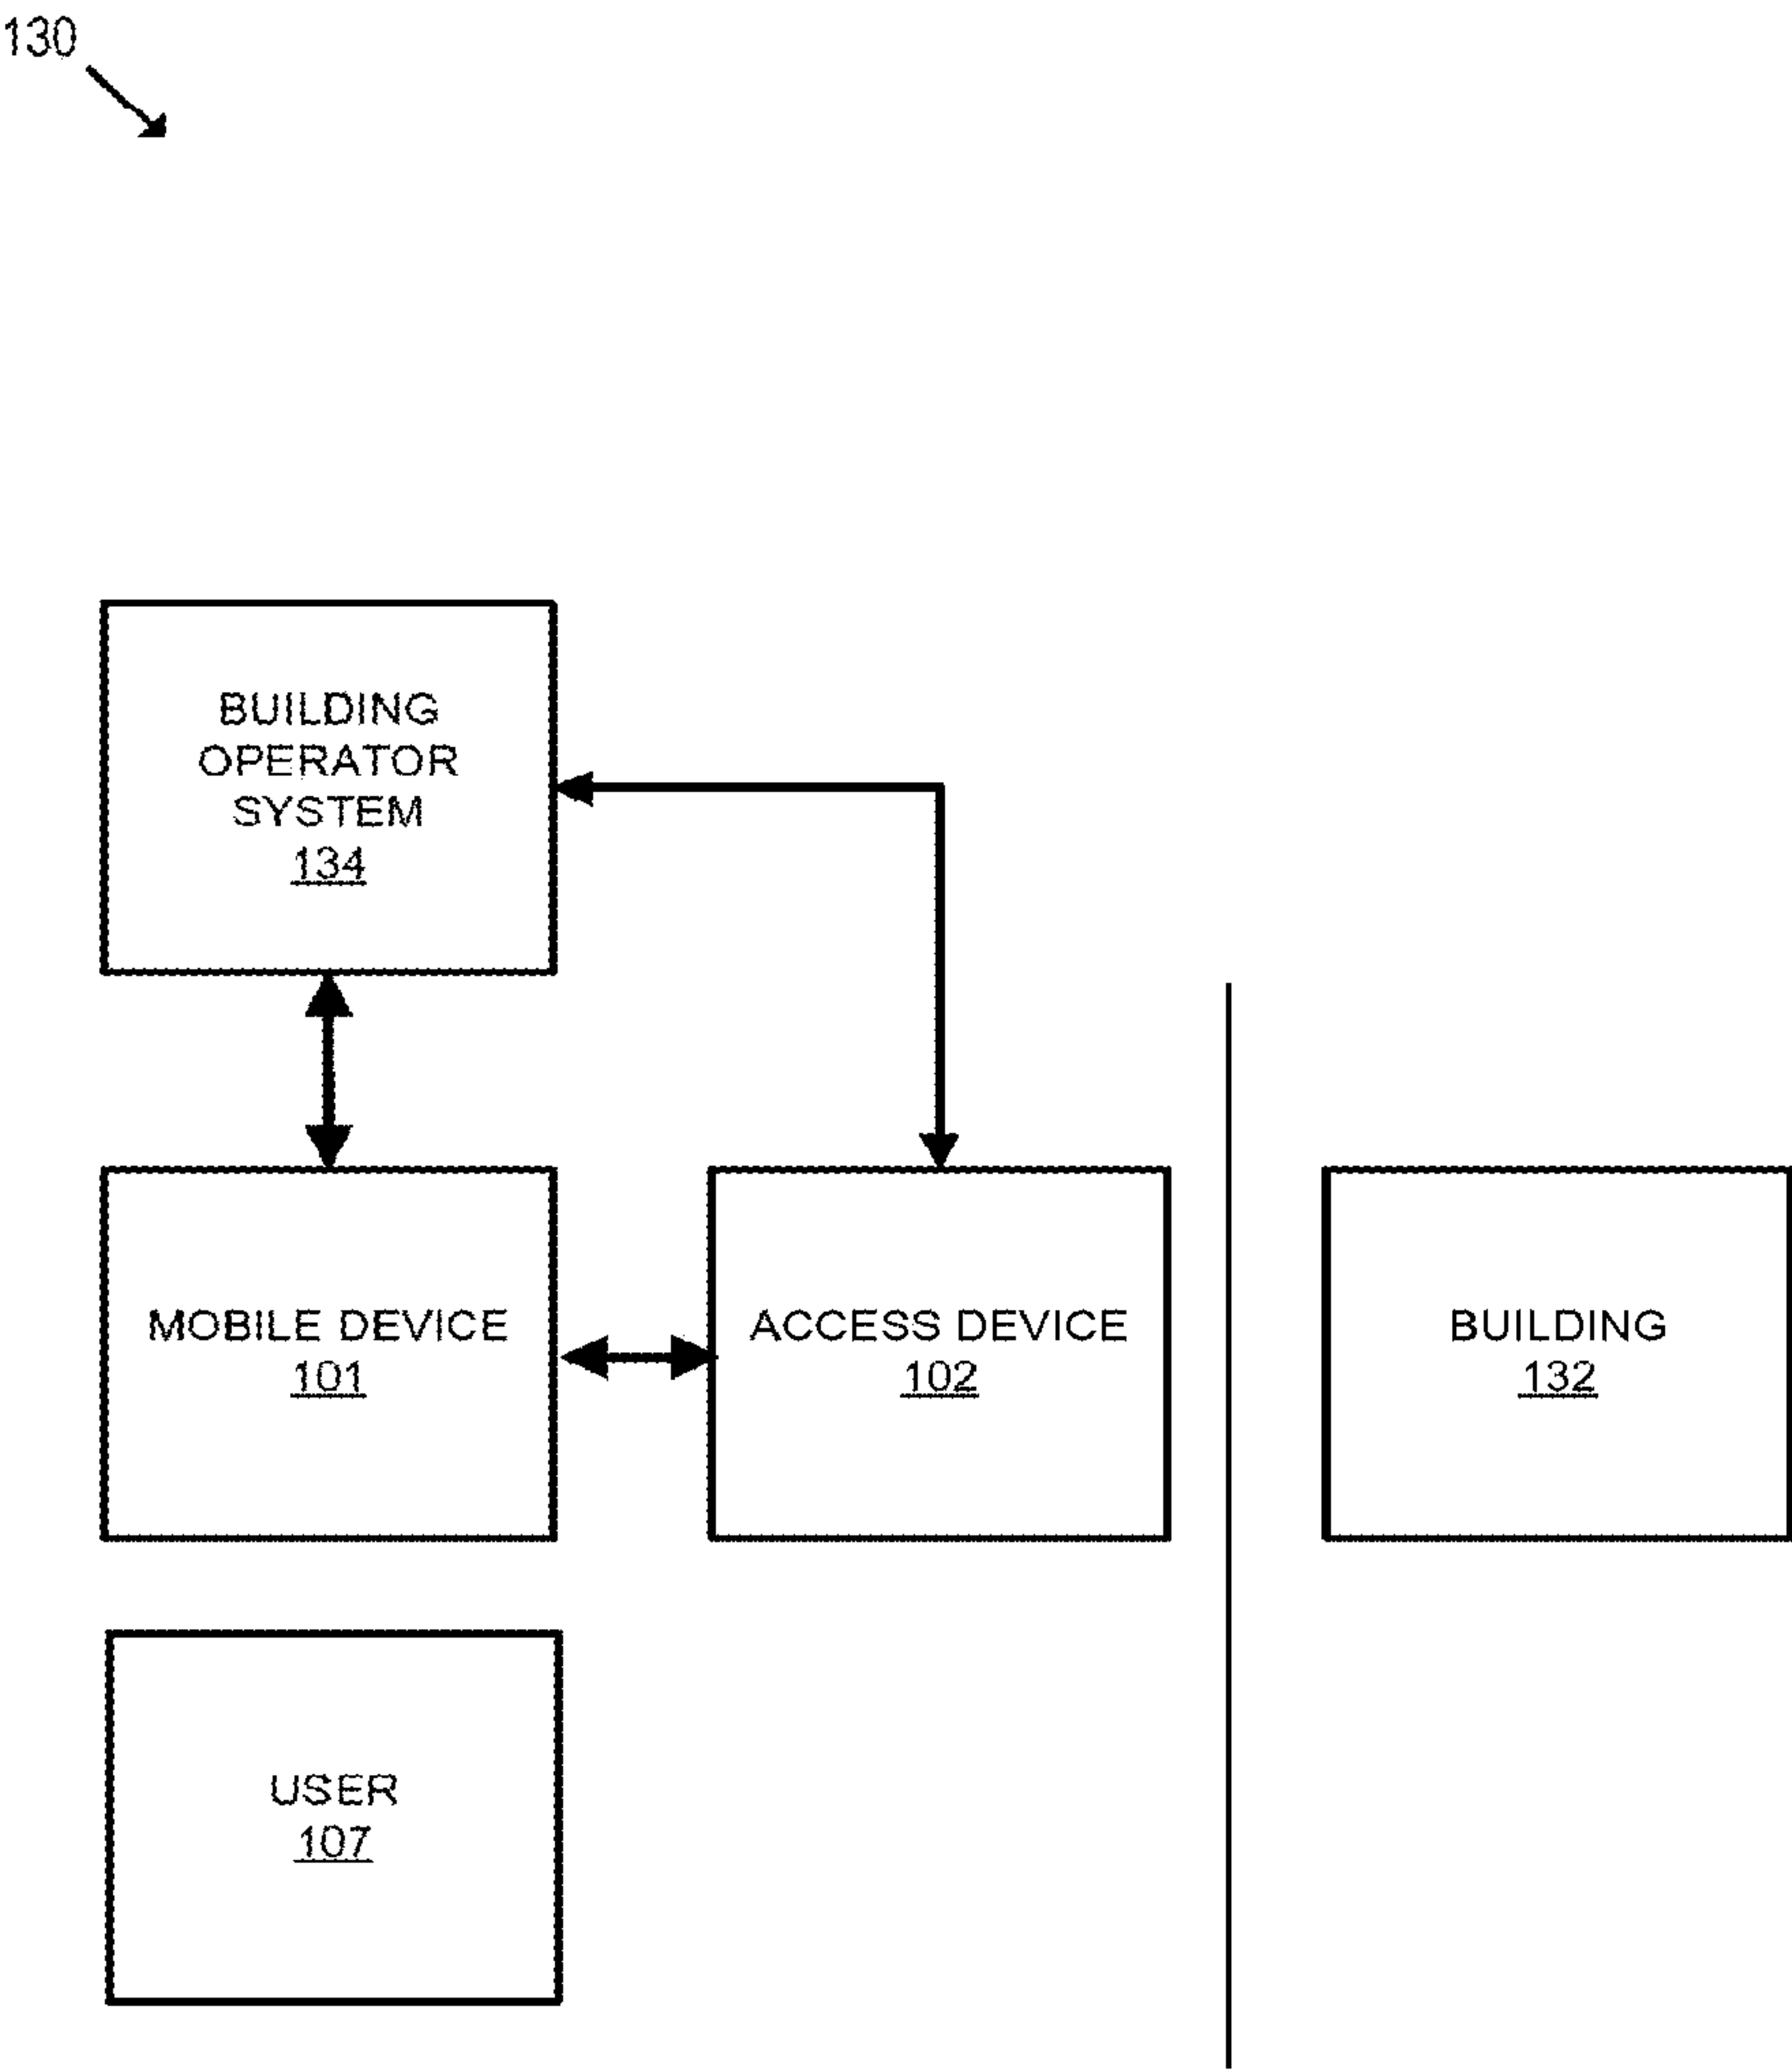 130
BUILDING
OPERATOR
SYSTEM
134
MOBILE DEVICE
101
ACCESS DEVICE
102
BUILDING
132
USER
107